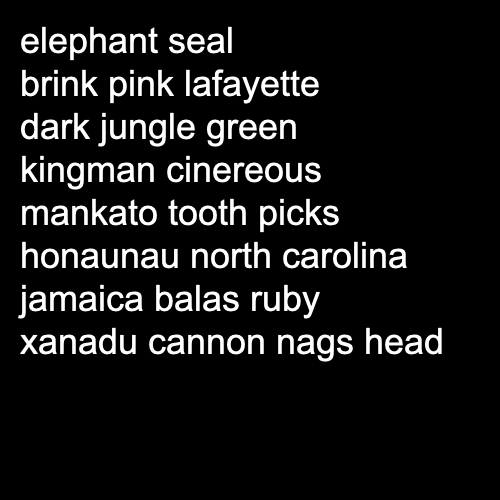 elephant seal
brink pink lafayette
dark jungle green
kingman cinereous
mankato tooth picks
honaunau north carolina
jamaica balas ruby
xanadu cannon nags head